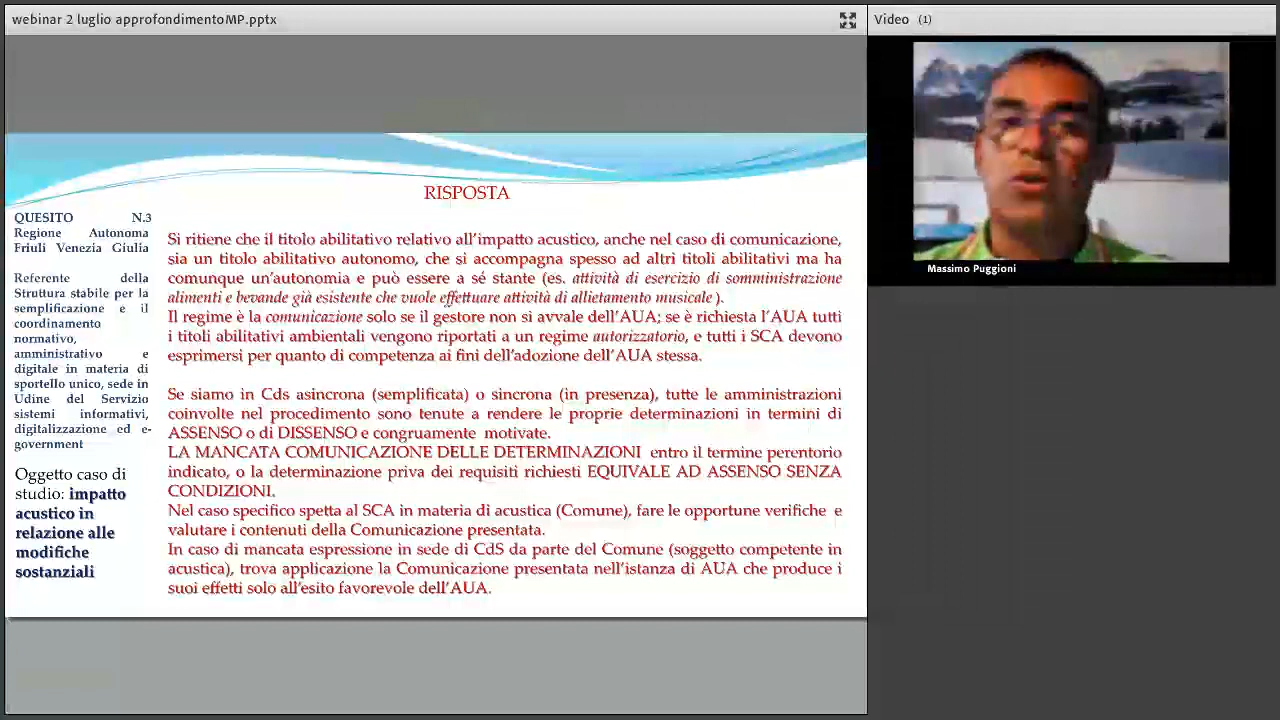 webinar 2 luglio approfondimentoMP.pptx
Video (1)
Massimo Puggioni
RISPOSTA
QUESITO N.3
Regione Autonoma
Friuli Venezia Giulia
Referente della
Struttura stabile per la
semplificazione e il
coordinamento
normativo,
amministrativo e
digitale in materia di
sportello unico, sede in
Udine del Servizio
sistemi informativi,
digitalizzazione ed e-
government
Oggetto caso di
studio: impatto
acustico in
relazione alle
modifiche
sostanziali
Si ritiene che il titolo abilitativo relativo all'impatto acustico, anche nel caso di comunicazione,
sia un titolo abilitativo autonomo, che si accompagna spesso ad altri titoli abilitativi ma ha
comunque un'autonomia e può essere a sé stante (es. attività di esercizio di somministrazione
alimenti e bevande già esistente che vuole effettuare attività di allietamento musicale ).
Il regime è la comunicazione solo se il gestore non si avvale dell'AUA; se è richiesta l'AUA tutti
i titoli abilitativi ambientali vengono riportati a un regime autorizzatorio, e tutti i SCA devono
esprimersi per quanto di competenza ai fini dell'adozione dell'AUA stessa.
Se siamo in Cds asincrona (semplificata) o sincrona (in presenza), tutte le amministrazioni
coinvolte nel procedimento sono tenute a rendere le proprie determinazioni in termini di
ASSENSO o di DISSENSO e congruamente motivate.
LA MANCATA COMUNICAZIONE DELLE DETERMINAZIONI entro il termine perentorio
indicato, o la determinazione priva dei requisiti richiesti EQUIVALE AD ASSENSO SENZA
CONDIZIONI.
Nel caso specifico spetta al SCA in materia di acustica (Comune), fare le opportune verifiche e
valutare i contenuti della Comunicazione presentata.
In caso di mancata espressione in sede di CdS da parte del Comune (soggetto competente in
acustica), trova applicazione la Comunicazione presentata nell'istanza di AUA che produce i
suoi effetti solo all'esito favorevole dell'AUA.